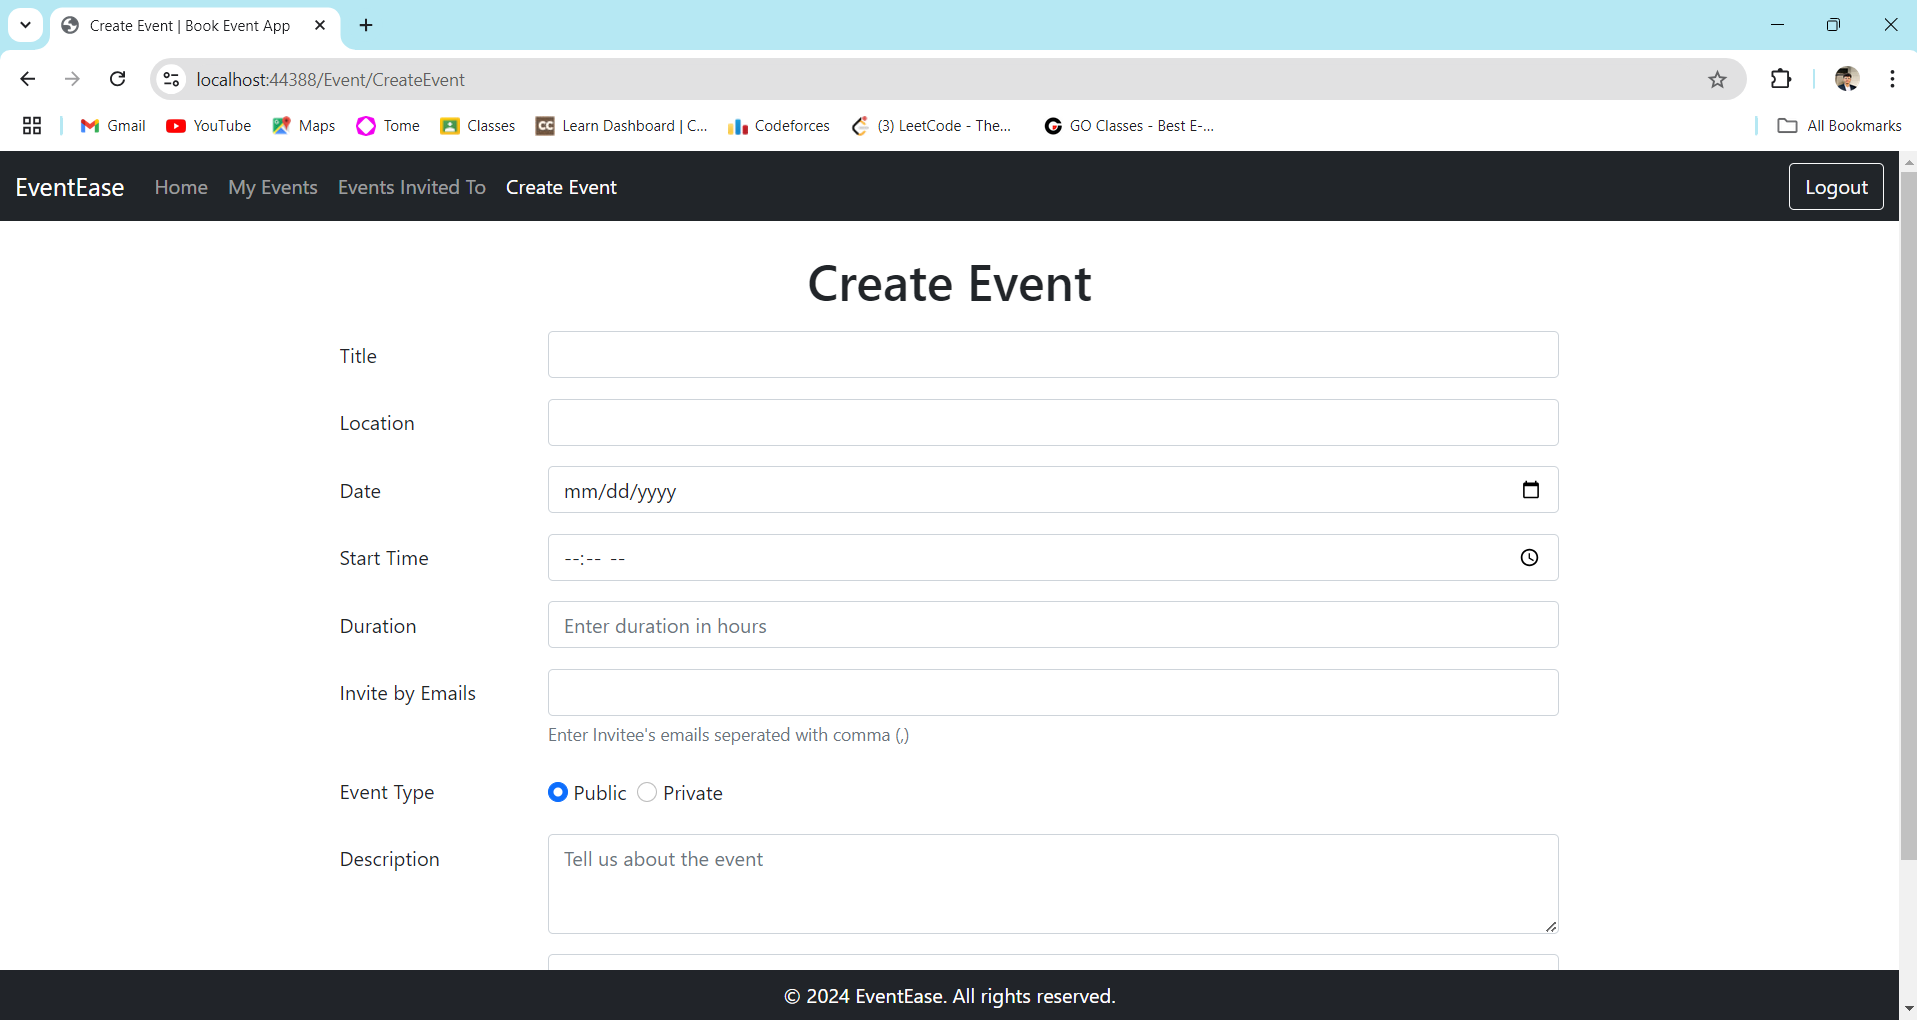 Create Event | Book Event App
localhost:44388/Event/CreateEvent
Gmail YouTube Maps Tome Classes CC Learn Dashboard | C... Codeforces (3) LeetCode - The... GO Classes - Best E-... All Bookmarks
EventEase Home My Events Events Invited To Create Event Logout
Create Event
Title
Location
Date mm/dd/yyyy
Start Time --:-- --
Duration Enter duration in hours
Invite by Emails
Enter Invitee's emails seperated with comma (,)
Event Type Public Private
Description Tell us about the event
© 2024 EventEase. All rights reserved.